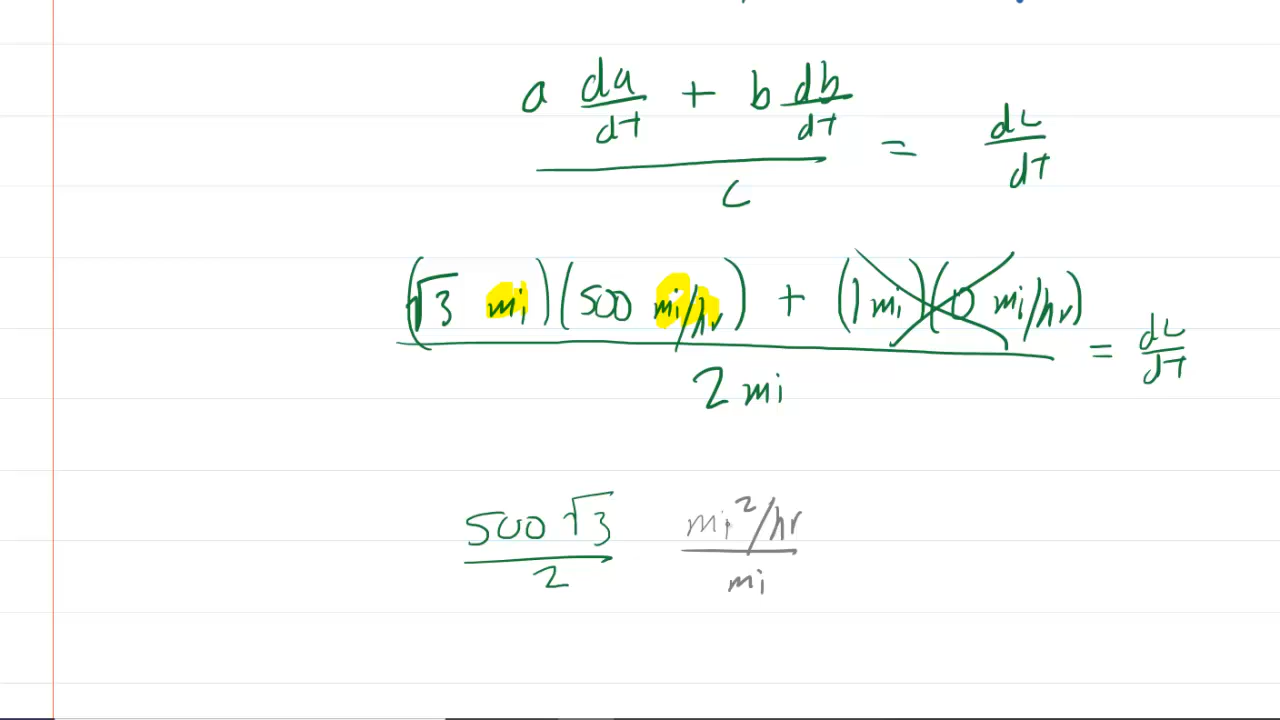 a da/dt + b db/dt
——————— = dc/dt
c
(√3 mi)(500 mi/hr) + (1 mi)(0 mi/hr)
——————— = dc/dt
2 mi
500√3 mi²/hr
——— ———
2 mi